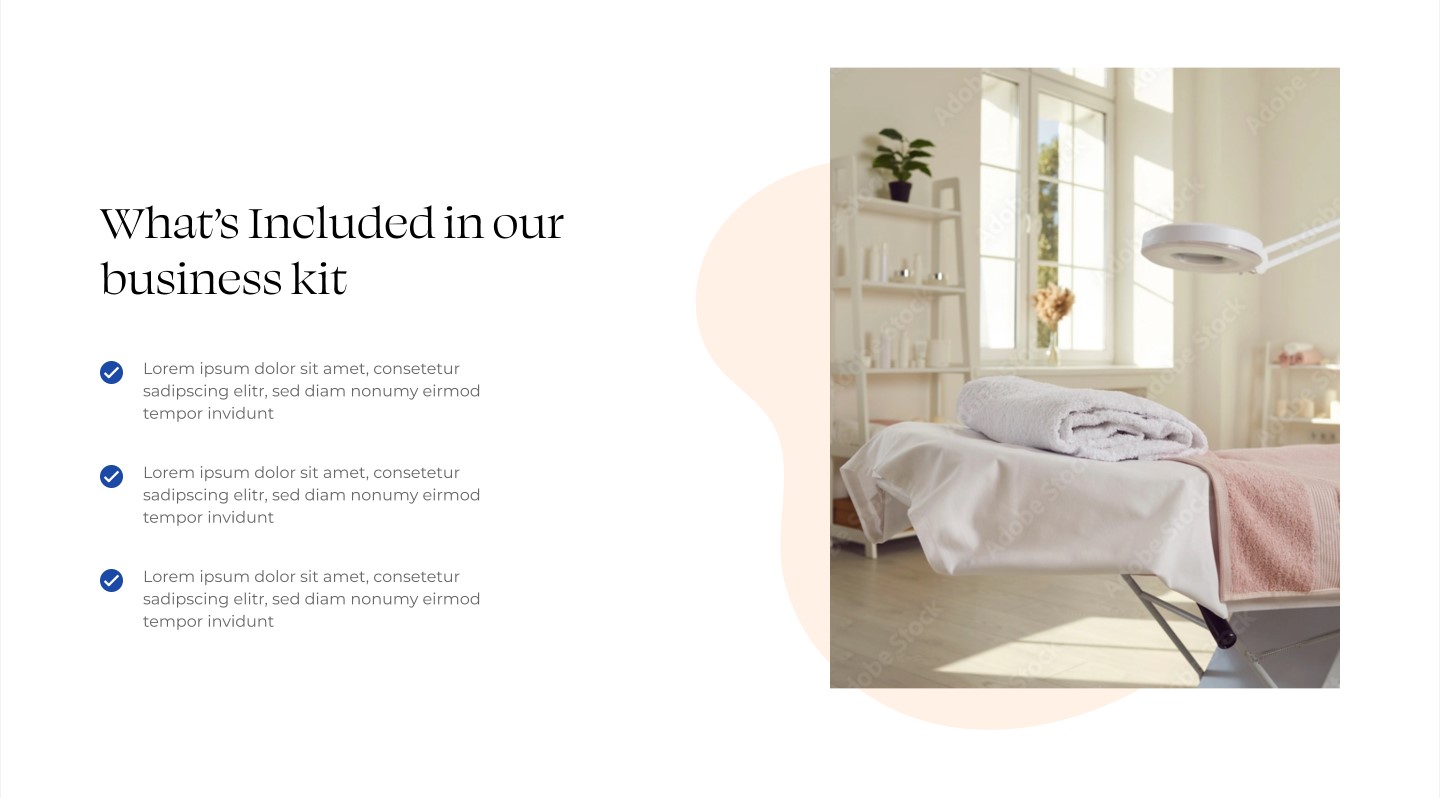 What’s Included in our
business kit
Lorem ipsum dolor sit amet, consetetur
sadipscing elitr, sed diam nonumy eirmod
tempor invidunt
Lorem ipsum dolor sit amet, consetetur
sadipscing elitr, sed diam nonumy eirmod
tempor invidunt
Lorem ipsum dolor sit amet, consetetur
sadipscing elitr, sed diam nonumy eirmod
tempor invidunt
Adobe Stock